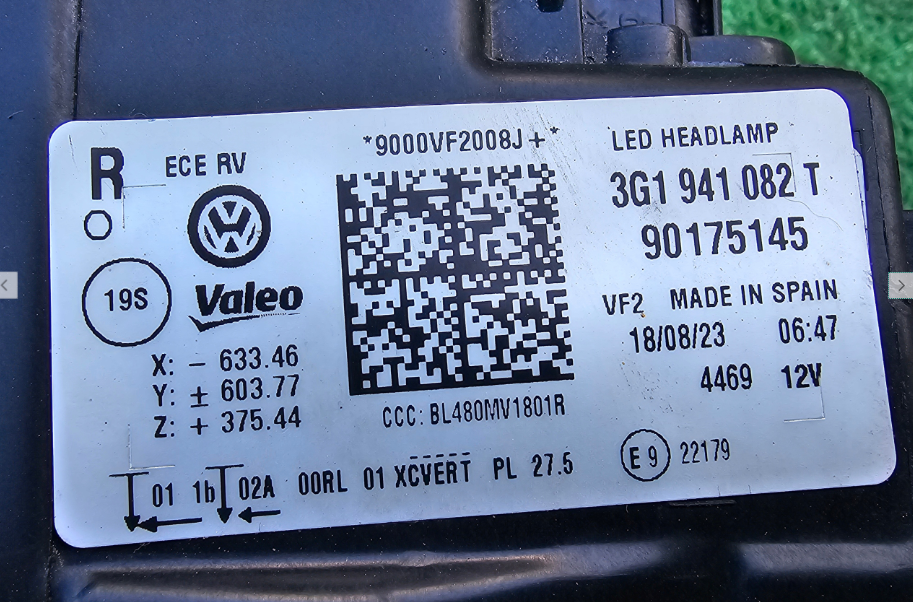 R ECE RV
*9000VF2008J+*
LED HEADLAMP
3G1 941 082 T
90175145
19S
Valeo
VF2 MADE IN SPAIN
18/08/23 06:47
4469 12V
X: - 633.46
Y: ± 603.77
Z: + 375.44
CCC: BL480MV1801R
01 1b 02A 00RL 01 XCVERT PL 27.5
E 9 22179